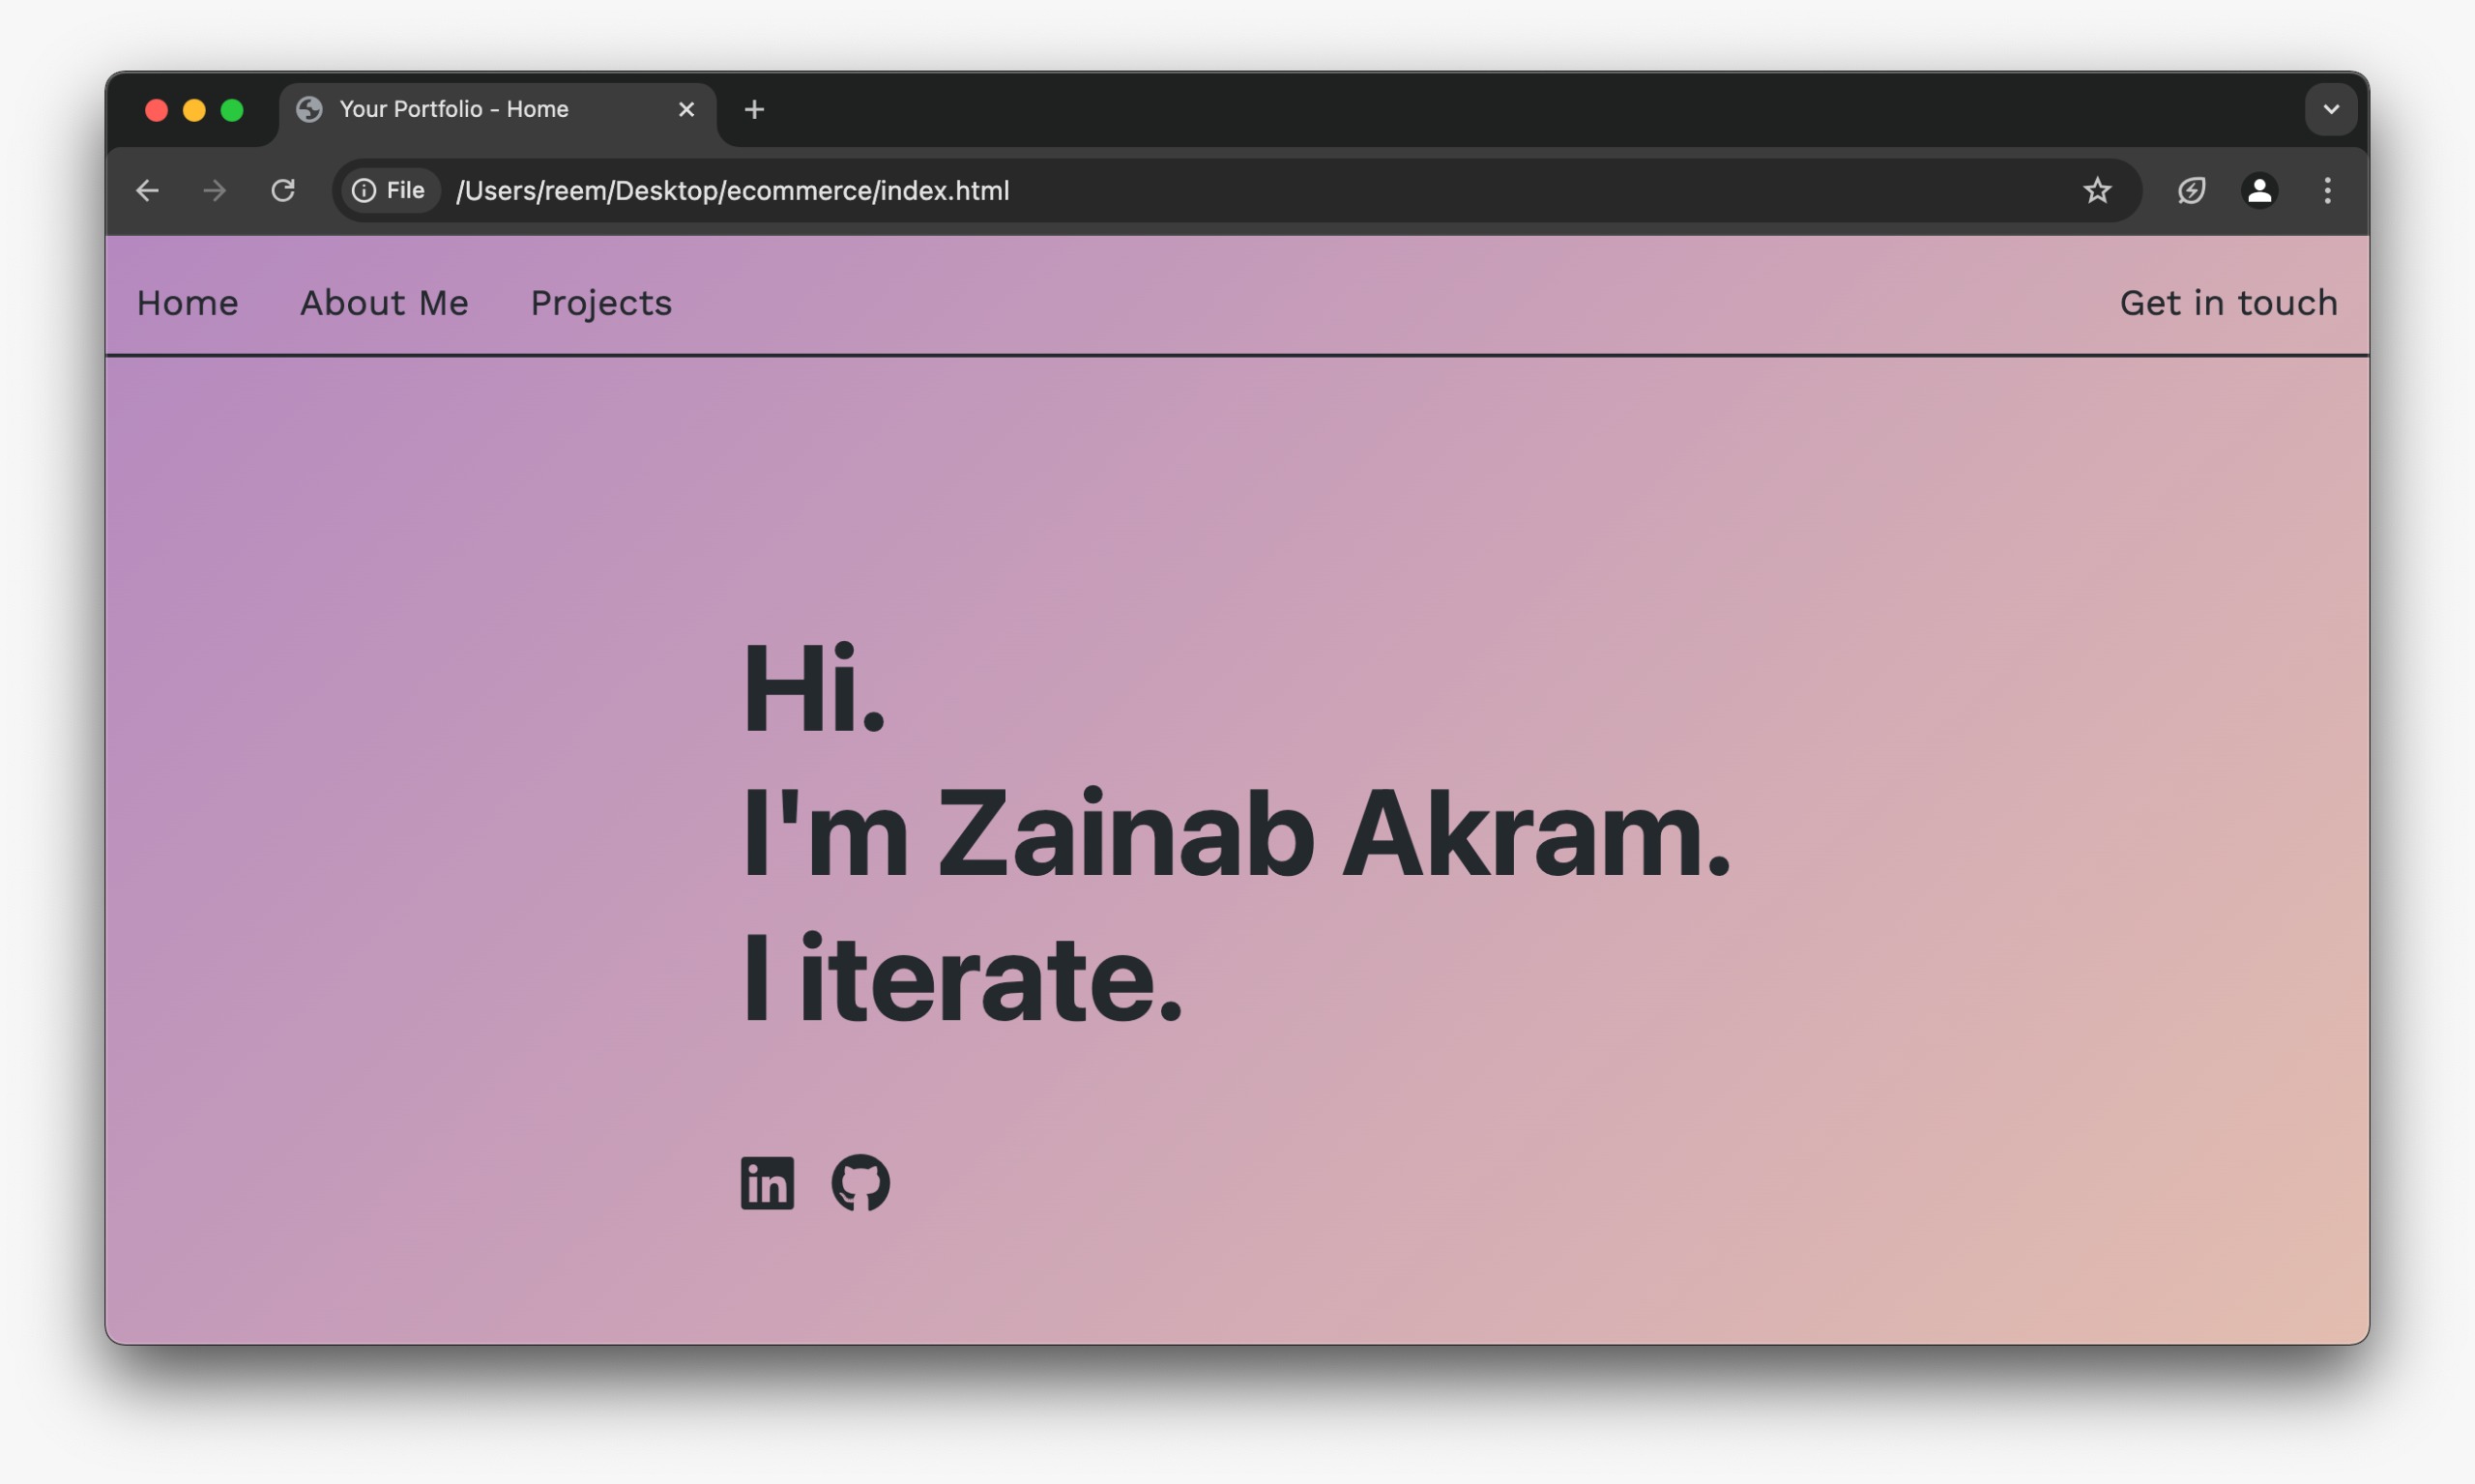 Your Portfolio - Home
File /Users/reem/Desktop/ecommerce/index.html
Home About Me Projects Get in touch
Hi.
I'm Zainab Akram.
I iterate.
in